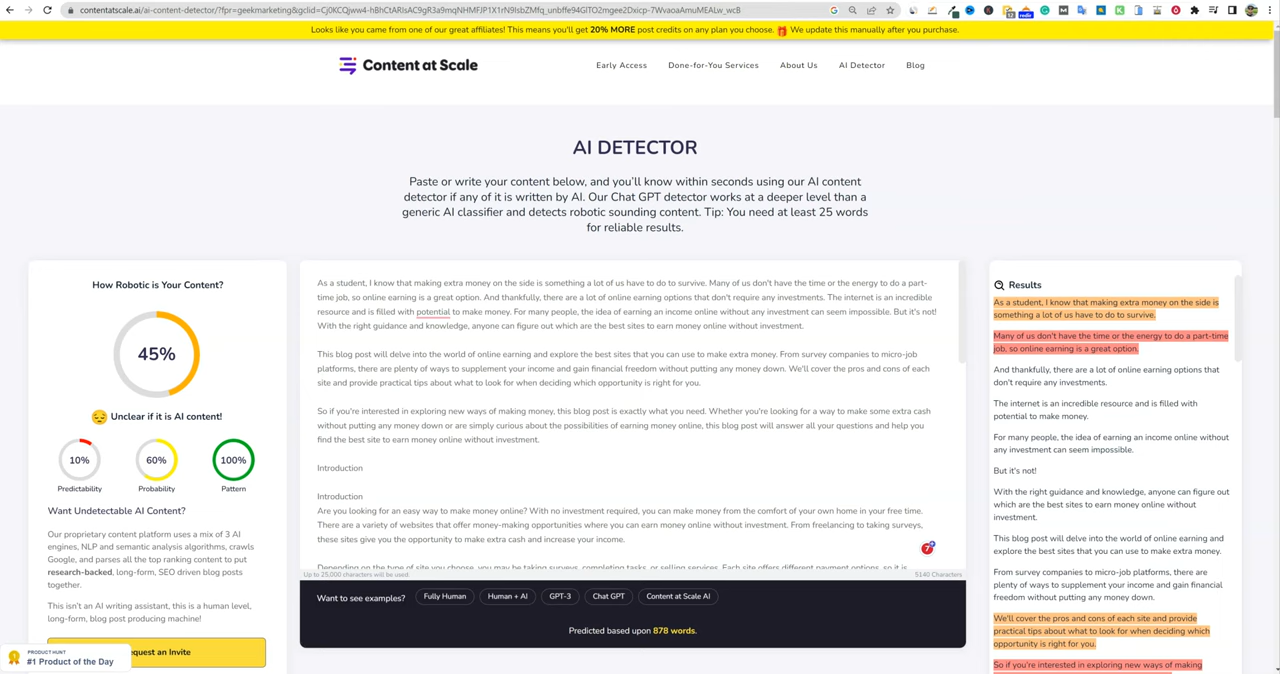 contentatscale.ai/ai-content-detector/?fpr=geekmarketing&gclid=
Looks like you came from one of our great affiliates! This means you'll get 20% MORE post credits on any plan you choose. 🎁 We update this manually after you purchase.
Content at Scale
Early Access
Done-for-You Services
About Us
AI Detector
Blog
AI DETECTOR
Paste or write your content below, and you'll know within seconds using our AI content
detector if any of it is written by AI. Our Chat GPT detector works at a deeper level than a
generic AI classifier and detects robotic sounding content. Tip: You need at least 25 words
for reliable results.
How Robotic is Your Content?
45%
Unclear if it is AI content!
10%
Predictability
60%
Probability
100%
Pattern
Want Undetectable AI Content?
Our proprietary content platform uses a mix of 3 AI
engines, NLP and semantic analysis algorithms, crawls
Google, and parses all the top ranking content to put
research-backed, long-form, SEO driven blog posts
together.
This isn't an AI writing assistant, this is a human level,
long-form, blog post producing machine!
equest an Invite
PRODUCT HUNT
#1 Product of the Day
As a student, I know that making extra money on the side is something a lot of us have to do to survive. Many of us don't have the time or the energy to do a part-
time job, so online earning is a great option. And thankfully, there are a lot of online earning options that don't require any investments. The internet is an incredible
resource and is filled with potential to make money. For many people, the idea of earning an income online without any investment can seem impossible. But it's not!
With the right guidance and knowledge, anyone can figure out which are the best sites to earn money online without investment.
This blog post will delve into the world of online earning and explore the best sites that you can use to make extra money. From survey companies to micro-job
platforms, there are plenty of ways to supplement your income and gain financial freedom without putting any money down. We'll cover the pros and cons of each
site and provide practical tips about what to look for when deciding which opportunity is right for you.
So if you're interested in exploring new ways of making money, this blog post is exactly what you need. Whether you're looking for a way to make some extra cash
without putting any money down or are simply curious about the possibilities of earning money online, this blog post will answer all your questions and help you
find the best site to earn money online without investment.
Introduction
Introduction
Are you looking for an easy way to make money online? With no investment required, you can make money from the comfort of your own home in your free time.
There are a variety of websites that offer money-making opportunities where you can earn money online without investment. From freelancing to taking surveys,
these sites give you the opportunity to make extra cash and increase your income.
Depending on the type of site you choose, you may be taking surveys, completing tasks, or selling services. Each site offers different payment options, so it is
7
Up to 25,000 characters will be used.
5140 Characters
Want to see examples?
Fully Human
Human + AI
GPT-3
Chat GPT
Content at Scale AI
Predicted based upon 878 words.
Results
As a student, I know that making extra money on the side is
something a lot of us have to do to survive.
Many of us don't have the time or the energy to do a part-time
job, so online earning is a great option.
And thankfully, there are a lot of online earning options that
don't require any investments.
The internet is an incredible resource and is filled with
potential to make money.
For many people, the idea of earning an income online without
any investment can seem impossible.
But it's not!
With the right guidance and knowledge, anyone can figure out
which are the best sites to earn money online without
investment.
This blog post will delve into the world of online earning and
explore the best sites that you can use to make extra money.
From survey companies to micro-job platforms, there are
plenty of ways to supplement your income and gain financial
freedom without putting any money down.
We'll cover the pros and cons of each site and provide
practical tips about what to look for when deciding which
opportunity is right for you.
So if you're interested in exploring new ways of making